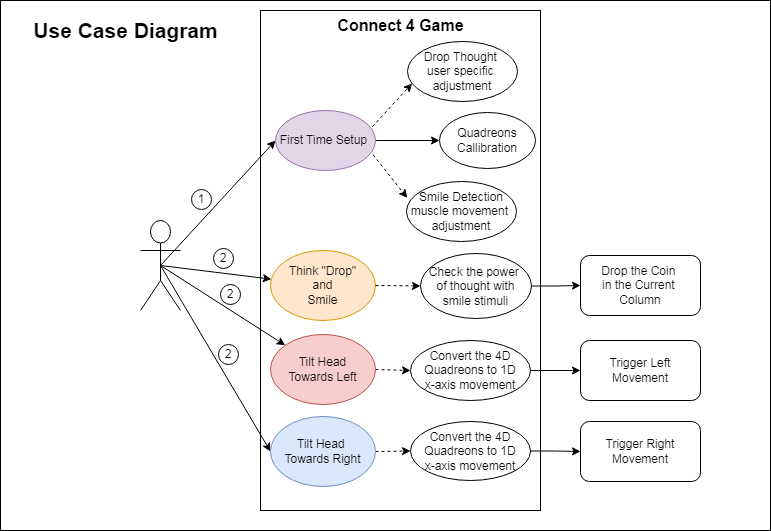 Use Case Diagram
Connect 4 Game
Drop Thought
user specific
adjustment
First Time Setup
Quadreons
Callibration
Smile Detection
muscle movement
adjustment
1
2
Think "Drop"
and
Smile
Check the power
of thought with
smile stimuli
Drop the Coin
in the Current
Column
2
Tilt Head
Towards Left
Convert the 4D
Quadreons to 1D
x-axis movement
Trigger Left
Movement
2
Tilt Head
Towards Right
Convert the 4D
Quadreons to 1D
x-axis movement
Trigger Right
Movement